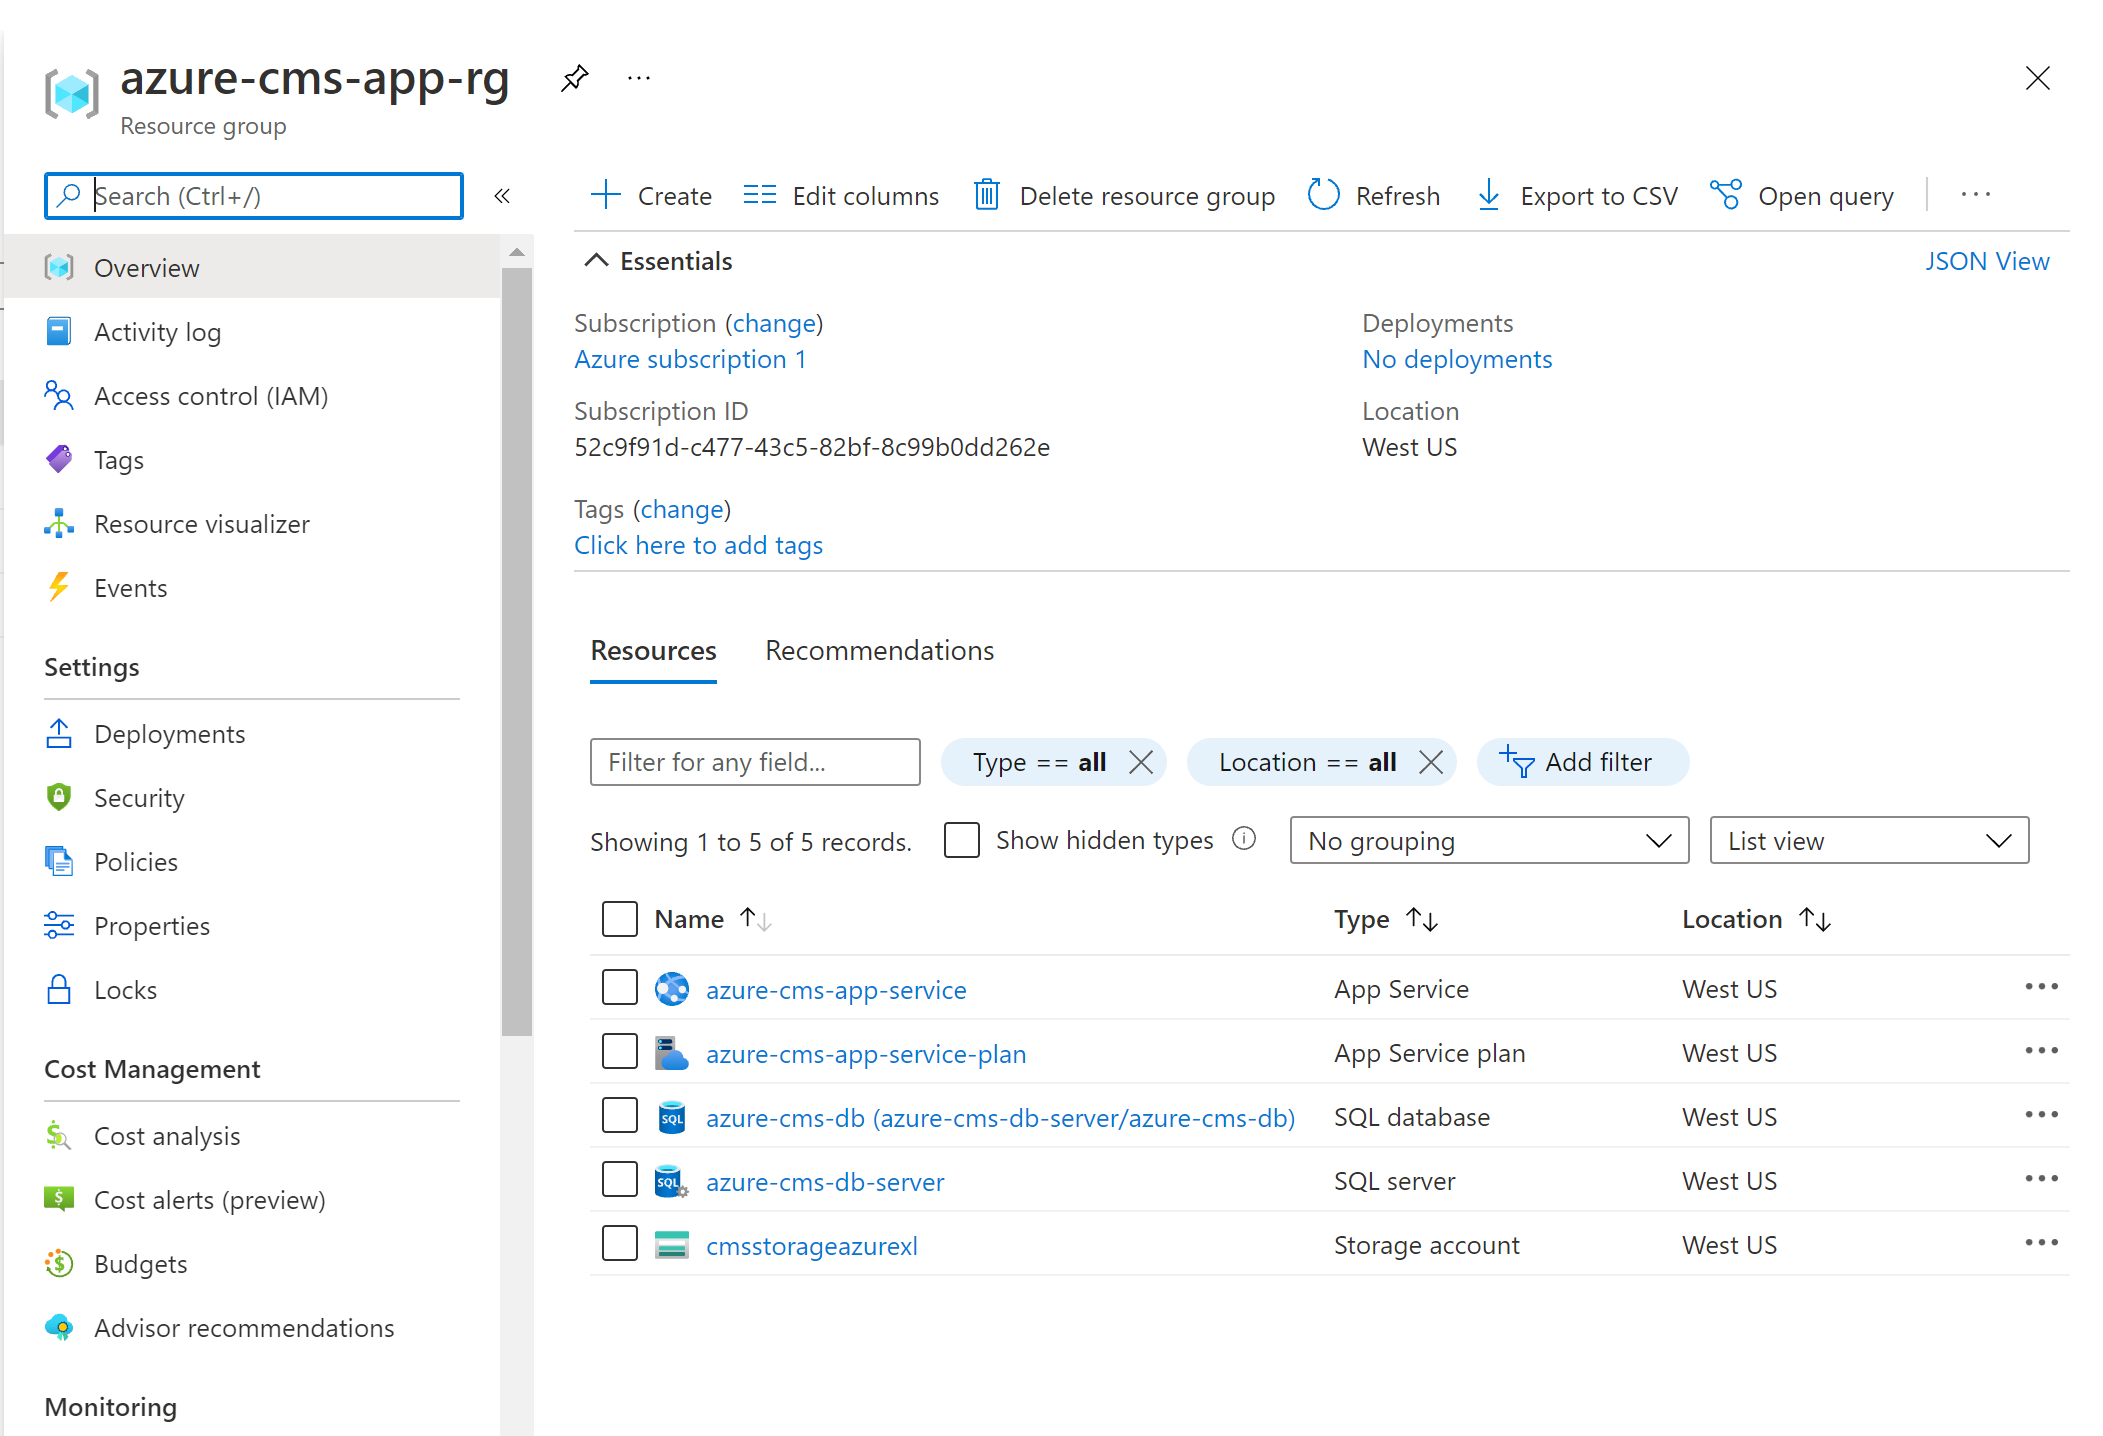 azure-cms-app-rg
Resource group
Search (Ctrl+/)
«
Create
Edit columns
Delete resource group
Refresh
Export to CSV
Open query
Overview
Activity log
Access control (IAM)
Tags
Resource visualizer
Events
Settings
Deployments
Security
Policies
Properties
Locks
Cost Management
Cost analysis
Cost alerts (preview)
Budgets
Advisor recommendations
Monitoring
Essentials
JSON View
Subscription (change)
Azure subscription 1
Subscription ID
52c9f91d-c477-43c5-82bf-8c99b0dd262e
Deployments
No deployments
Location
West US
Tags (change)
Click here to add tags
Resources
Recommendations
Filter for any field...
Type == all
Location == all
Add filter
Showing 1 to 5 of 5 records.
Show hidden types
No grouping
List view
Name Type Location
azure-cms-app-service App Service West US
azure-cms-app-service-plan App Service plan West US
azure-cms-db (azure-cms-db-server/azure-cms-db) SQL database West US
azure-cms-db-server SQL server West US
cmsstorageazurexl Storage account West US